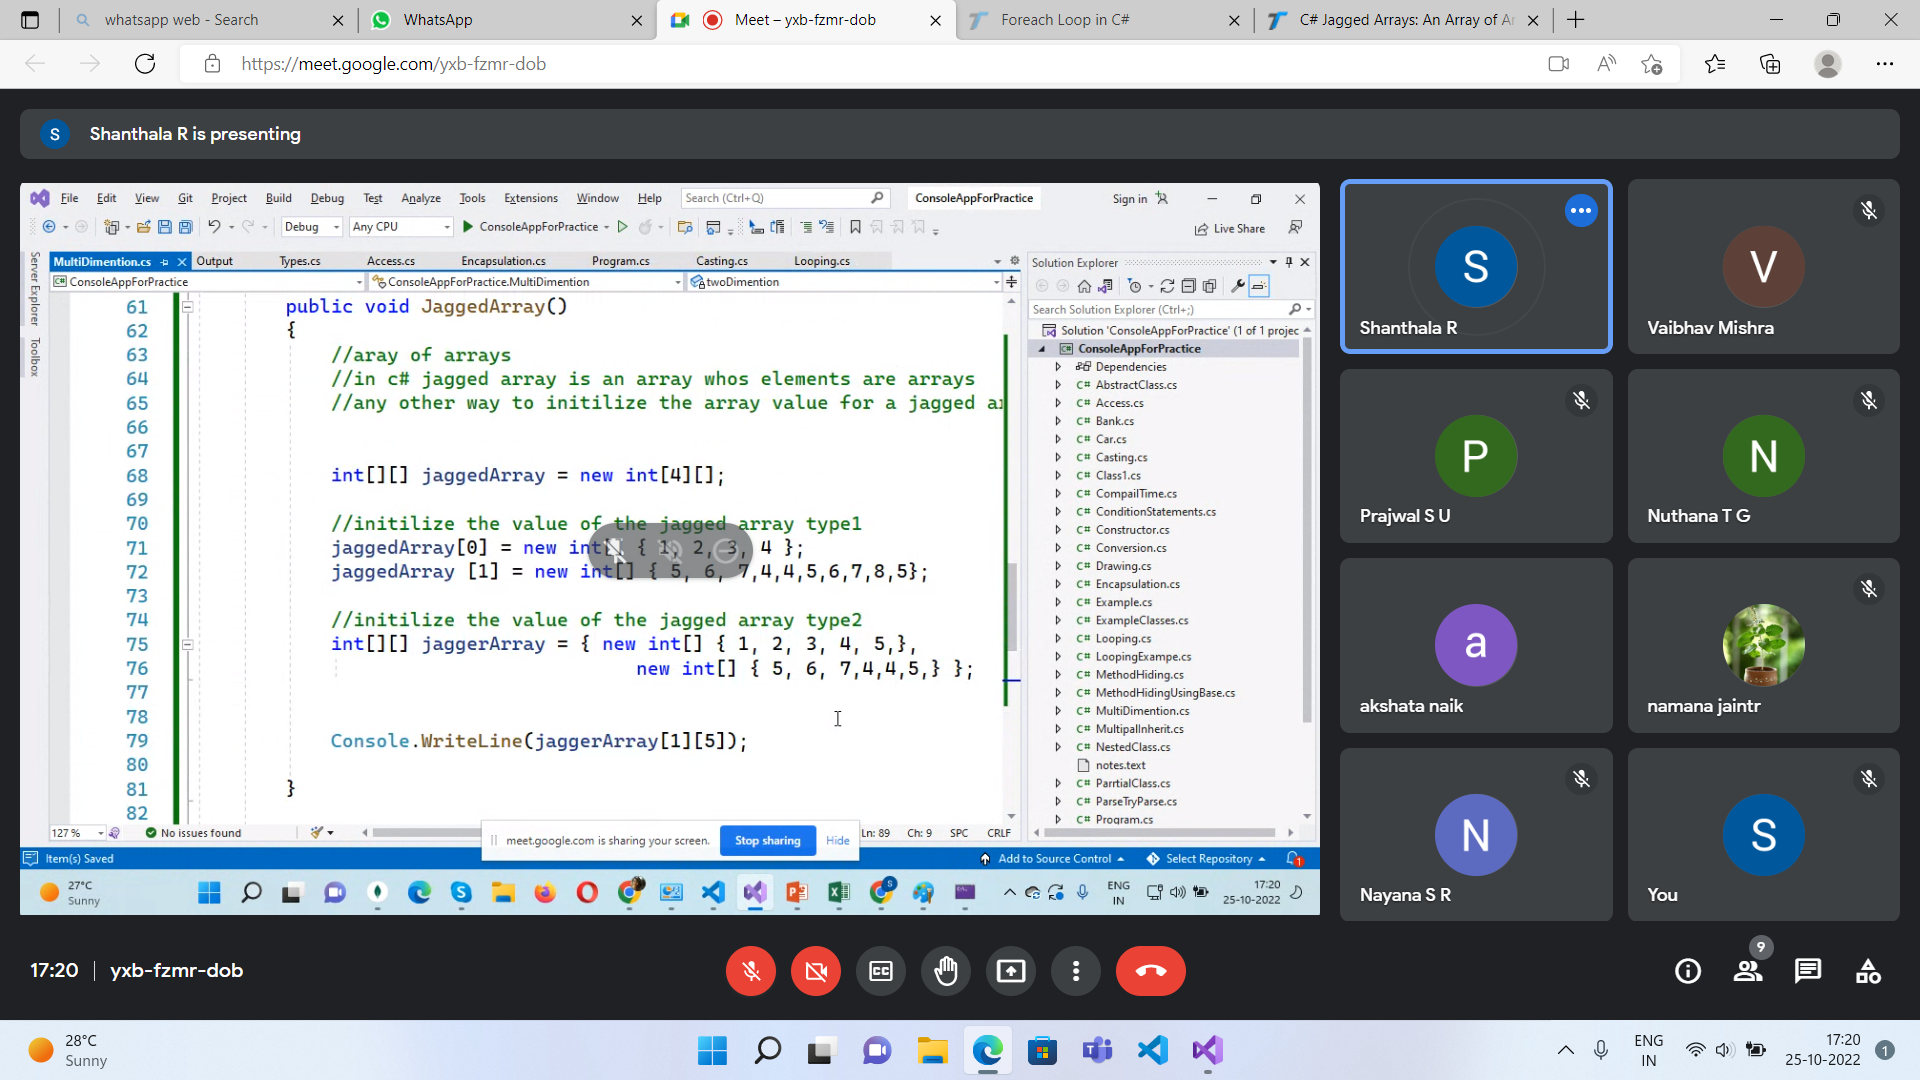 whatsapp web - Search
WhatsApp
Meet – yxb-fzmr-dob
Foreach Loop in C#
C# Jagged Arrays: An Array of Ar
https://meet.google.com/yxb-fzmr-dob
S Shanthala R is presenting
File Edit View Git Project Build Debug Test Analyze Tools Extensions Window Help Search (Ctrl+Q) ConsoleAppForPractice Sign in
Debug Any CPU ConsoleAppForPractice Live Share
Server Explorer
Toolbox
MultiDimention.cs Output Types.cs Access.cs Encapsulation.cs Program.cs Casting.cs Looping.cs
ConsoleAppForPractice ConsoleAppForPractice.MultiDimention twoDimention
61 public void JaggedArray()
62 {
63 //aray of arrays
64 //in c# jagged array is an array whos elements are arrays
65 //any other way to initilize the array value for a jagged
66
67
68 int[][] jaggedArray = new int[4][];
69
70 //initilize the value of the jagged array type1
71 jaggedArray[0] = new int[] { 1, 2, 3, 4 };
72 jaggedArray [1] = new int[] { 5, 6, 7,4,4,5,6,7,8,5};
73
74 //initilize the value of the jagged array type2
75 int[][] jaggerArray = { new int[] { 1, 2, 3, 4, 5,},
76 new int[] { 5, 6, 7,4,4,5,} };
77
78
79 Console.WriteLine(jaggerArray[1][5]);
80
81 }
82
127 % No issues found Ln: 89 Ch: 9 SPC CRLF
meet.google.com is sharing your screen. Stop sharing Hide
Solution Explorer
Search Solution Explorer (Ctrl+;)
Solution 'ConsoleAppForPractice' (1 of 1 projec
ConsoleAppForPractice
Dependencies
C# AbstractClass.cs
C# Access.cs
C# Bank.cs
C# Car.cs
C# Casting.cs
C# Class1.cs
C# CompailTime.cs
C# ConditionStatements.cs
C# Constructor.cs
C# Conversion.cs
C# Drawing.cs
C# Encapsulation.cs
C# Example.cs
C# ExampleClasses.cs
C# Looping.cs
C# LoopingExampe.cs
C# MethodHiding.cs
C# MethodHidingUsingBase.cs
C# MultiDimention.cs
C# MultipalInherit.cs
C# NestedClass.cs
notes.text
C# ParrtialClass.cs
C# ParseTryParse.cs
C# Program.cs
Item(s) Saved Add to Source Control Select Repository 1
27°C
Sunny
ENG
IN
17:20
25-10-2022
S
Shanthala R
V
Vaibhav Mishra
P
Prajwal S U
N
Nuthana T G
a
akshata naik
namana jaintr
N
Nayana S R
S
You
17:20 | yxb-fzmr-dob
CC
9
28°C
Sunny
ENG
IN
17:20
25-10-2022
1